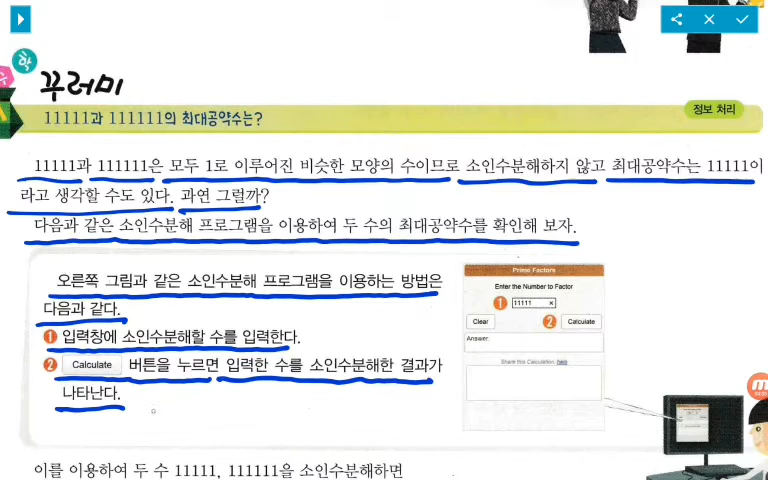 학
구
꾸러미
11111과 111111의 최대공약수는?
정보 처리
11111과 111111은 모두 1로 이루어진 비슷한 모양의 수이므로 소인수분해하지 않고 최대공약수는 11111이
라고 생각할 수도 있다. 과연 그럴까?
다음과 같은 소인수분해 프로그램을 이용하여 두 수의 최대공약수를 확인해 보자.
오른쪽 그림과 같은 소인수분해 프로그램을 이용하는 방법은
다음과 같다.
1 입력창에 소인수분해할 수를 입력한다.
2 Calculate 버튼을 누르면 입력한 수를 소인수분해한 결과가
나타난다.
Prime Factors
Enter the Number to Factor
1 11111 ×
Clear 2 Calculate
Answer:
Share this Calculation: help
이를 이용하여 두 수 11111, 111111을 소인수분해하면